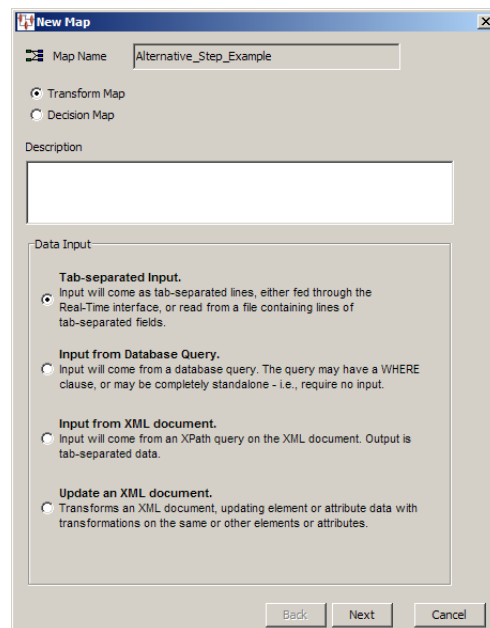 New Map
Map Name Alternative_Step_Example
Transform Map
Decision Map
Description
Data Input
Tab-separated Input.
Input will come as tab-separated lines, either fed through the
Real-Time interface, or read from a file containing lines of
tab-separated fields.
Input from Database Query.
Input will come from a database query. The query may have a WHERE
clause, or may be completely standalone - i.e., require no input.
Input from XML document.
Input will come from an XPath query on the XML document. Output is
tab-separated data.
Update an XML document.
Transforms an XML document, updating element or attribute data with
transformations on the same or other elements or attributes.
Back Next Cancel